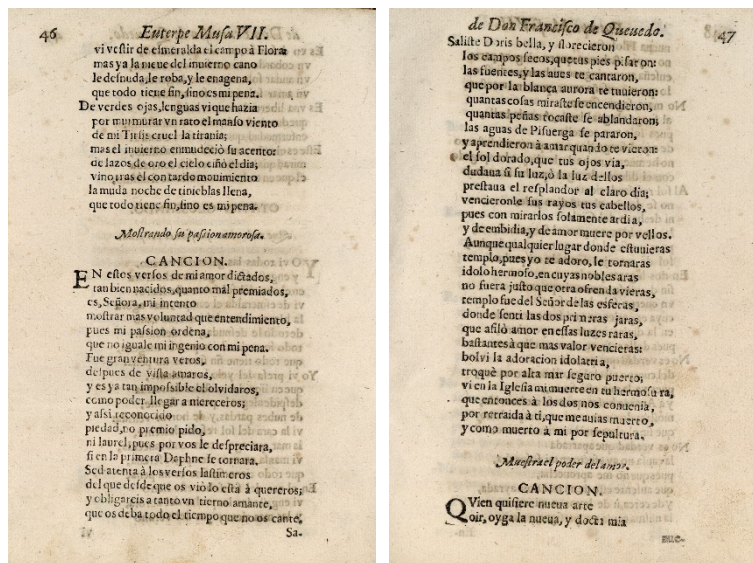 46 Euterpe Musa VII.
vi vestir de esmeralda el campo à Flora:
mas ya la nieue del inuierno cano
le desnuda, le roba, y le enagena,
que todo tiene fin, sino es mi pena.
De verdes ojas, lenguas vi que hazia
por murmurar vn rato el manso viento
de mi Tirsis cruel la tirania;
mas el inuierno enmudeciò su acento:
de lazos de oro el cielo ciño el dia;
vino tras él con tardo mouimiento
la muda noche de tinieblas llena,
que todo tiene fin, sino es mi pena.
Mostrando su passion amorosa.
CANCION.
EN estos versos de mi amor dictados,
tan bien nacidos, quanto mal premiados,
es, Señora, mi intento
mostrar mas voluntad que entendimiento,
pues mi passion ordena,
que no iguale mi ingenio con mi pena.
Fue gran ventura veros,
despues de vista amaros,
y es ya tan impossible el olvidaros,
como poder llegar a mereceros;
y assi reconocido
piedad, no premio pido,
ni laurel, pues por vos le despreciara,
si en la primera Daphne se tornara.
Sed atenta à los versos lastimeros
del que desde que os viò lo està à quereros;
y obligareis a tanto vn tierno amante,
que os de ba todo el tiempo que no os cante,
Sa-
de Don Francisco de Queuedo. 47
Saliste Doris bella, y florecieron
los campos secos, que tus pies pisaron:
las fuentes, y las aues te cantaron,
que por la blanca aurora te tuuieron:
quantas cosas miraste se encendieron,
quantas peñas tocaste se ablandaron;
las aguas de Pisuerga se pararon,
y aprendieron à amar quando te vieron:
el sol dorado, que tus ojos via,
dudaua si su luz, ò la luz dellos
prestaua el resplandor al claro dia;
vencieronle sus rayos tus cabellos,
pues con mirarlos solamente ardia,
y de embidia, y de amor muere por vellos.
Aunque qualquier lugar donde estuuieras
templo, pues yo te adoro, le tornaras
idolo hermoso, en cuyas nobles aras
no fuera justo que otra ofrenda vieras,
templo fue del Señor de las esferas,
donde sentí las dos primeras jaras,
que afilò amor en essas luzes raras,
bastantes à que mas valor vencieras:
bolvi la adoracion idolatria,
troquè por alta mar seguro puerto;
vi en la Iglesia mi muerte en tu hermosura,
que entonces à los dos nos conuenia,
por retraida à ti, que me auias muerto,
y como muerto à mi por sepultura.
Muestra el poder del amor.
CANCION.
QVien quisiere nueua arte
oir, oyga la nueua, y docta mia